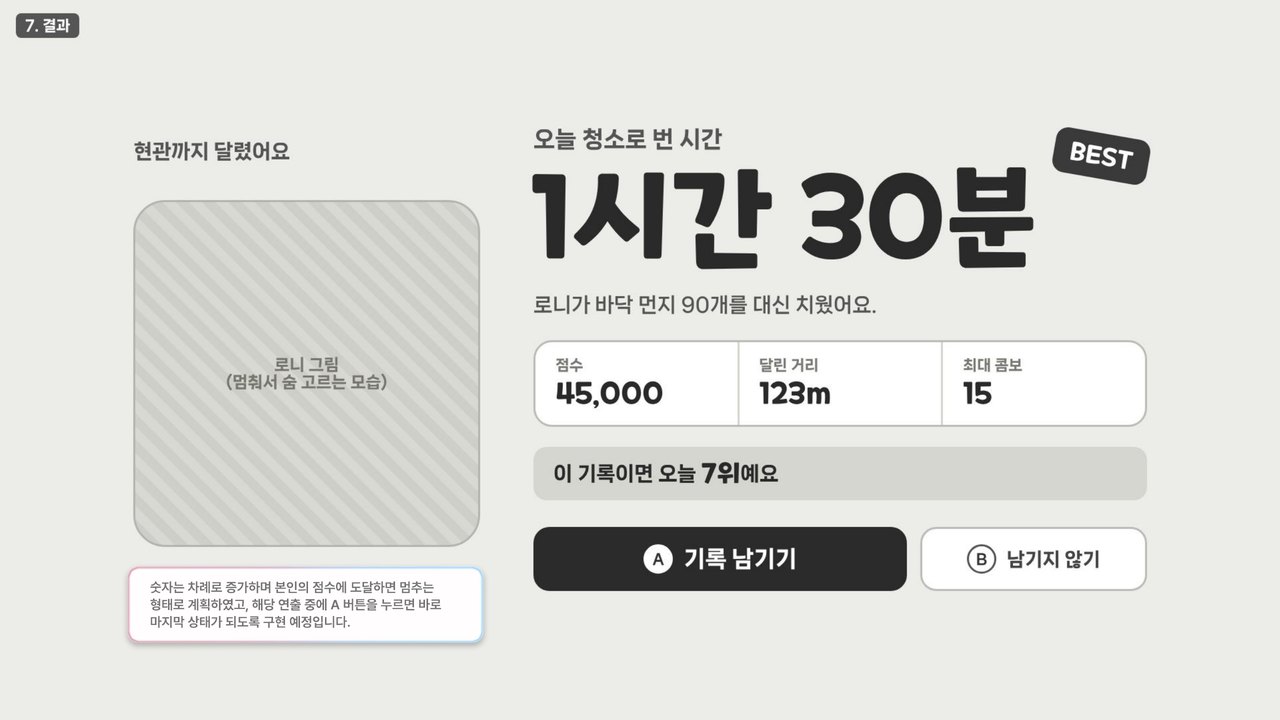 7. 결과
현관까지 달렸어요
로니 그림
(멈춰서 숨 고르는 모습)
숫자는 차례로 증가하며 본인의 점수에 도달하면 멈추는
형태로 계획하였고, 해당 연출 중에 A 버튼을 누르면 바로
마지막 상태가 되도록 구현 예정입니다.
오늘 청소로 번 시간
1시간 30분
BEST
로니가 바닥 먼지 90개를 대신 치웠어요.
점수
45,000
달린 거리
123m
최대 콤보
15
이 기록이면 오늘 7위예요
A 기록 남기기
B 남기지 않기